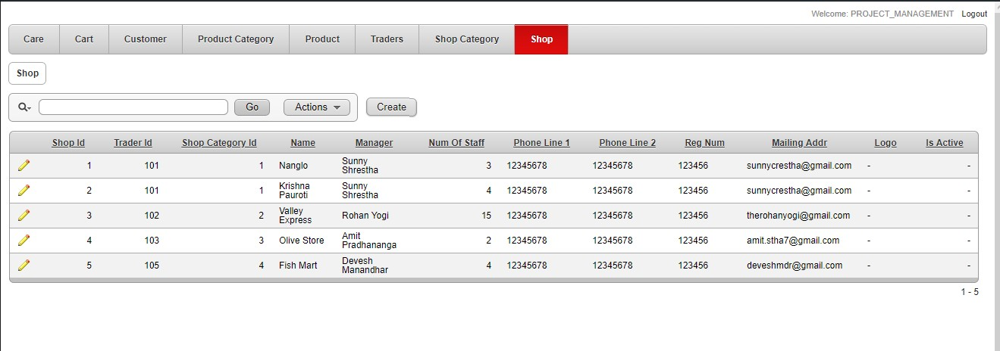 Welcome: PROJECT_MANAGEMENT Logout
Care Cart Customer Product Category Product Traders Shop Category Shop
Shop
Go Actions Create
Shop Id Trader Id Shop Category Id Name Manager Num Of Staff Phone Line 1 Phone Line 2 Reg Num Mailing Addr Logo Is Active
1 101 1 Nanglo Sunny Shrestha 3 12345678 12345678 123456 sunnycrestha@gmail.com - -
2 101 1 Krishna Pauroti Sunny Shrestha 4 12345678 12345678 123456 sunnycrestha@gmail.com - -
3 102 2 Valley Express Rohan Yogi 15 12345678 12345678 123456 therohanyogi@gmail.com - -
4 103 3 Olive Store Amit Pradhananga 2 12345678 12345678 123456 amit.stha7@gmail.com - -
5 105 4 Fish Mart Devesh Manandhar 4 12345678 12345678 123456 deveshmdr@gmail.com - -
1 - 5